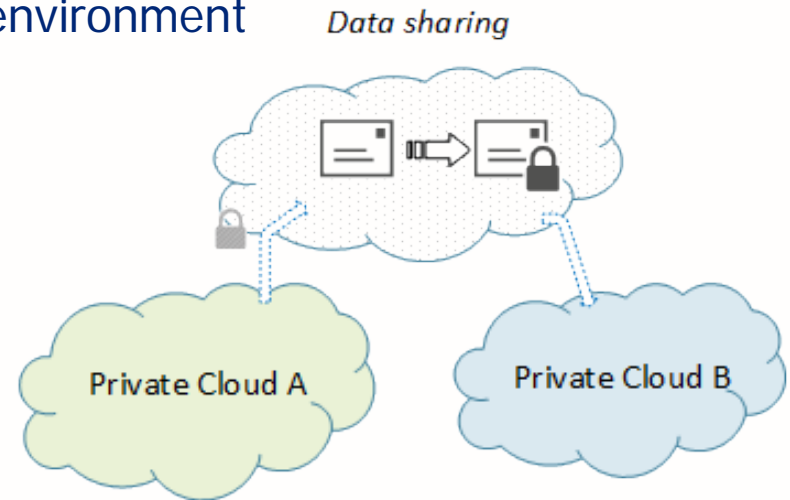 environment
Data sharing
Private Cloud A
Private Cloud B